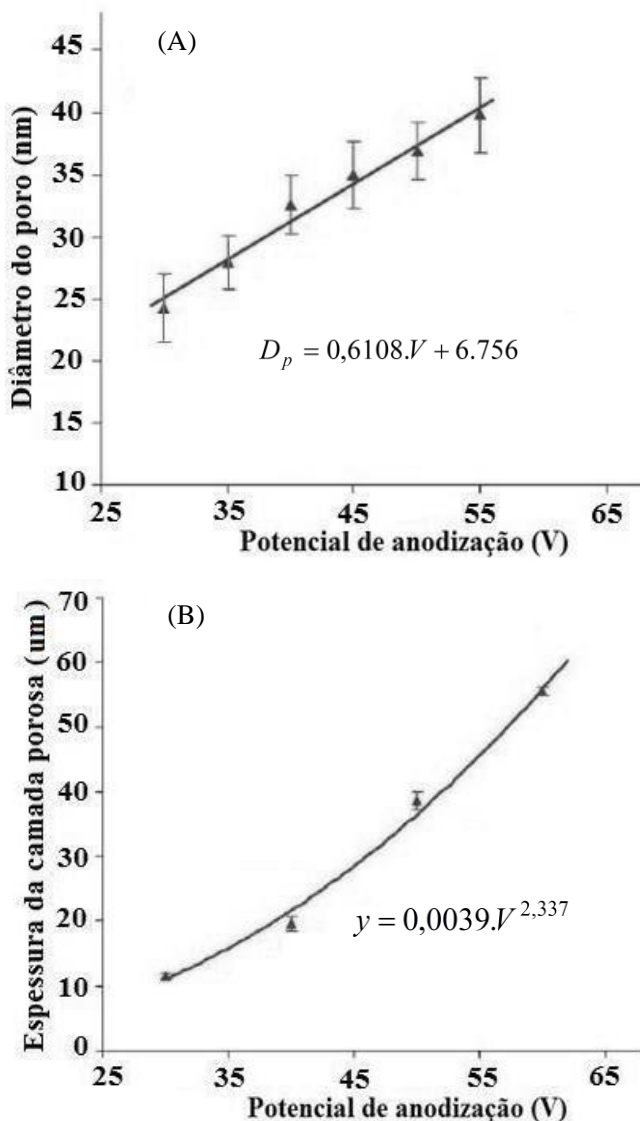 (A)
Diâmetro do poro (nm)
45
40
35
30
25
20
15
10
D_p = 0,6108.V + 6.756
25 35 45 55 65
Potencial de anodização (V)
(B)
Espessura da camada porosa (um)
70
60
50
40
30
20
10
0
y = 0,0039.V^{2,337}
25 35 45 55 65
Potencial de anodização (V)